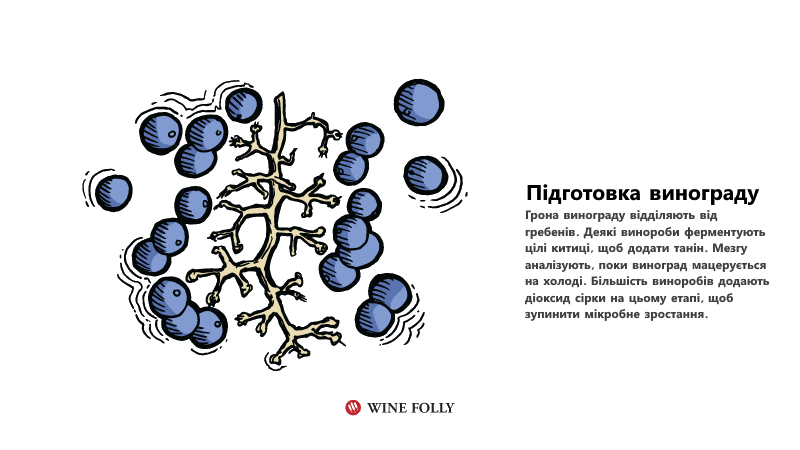 Підготовка винограду
Грона винограду відділяють від
гребенів. Деякі винороби ферментують
цілі китиці, щоб додати танін. Мезгу
аналізують, поки виноград мацерується
на холоді. Більшість виноробів додають
діоксид сірки на цьому етапі, щоб
зупинити мікробне зростання.
WINE FOLLY